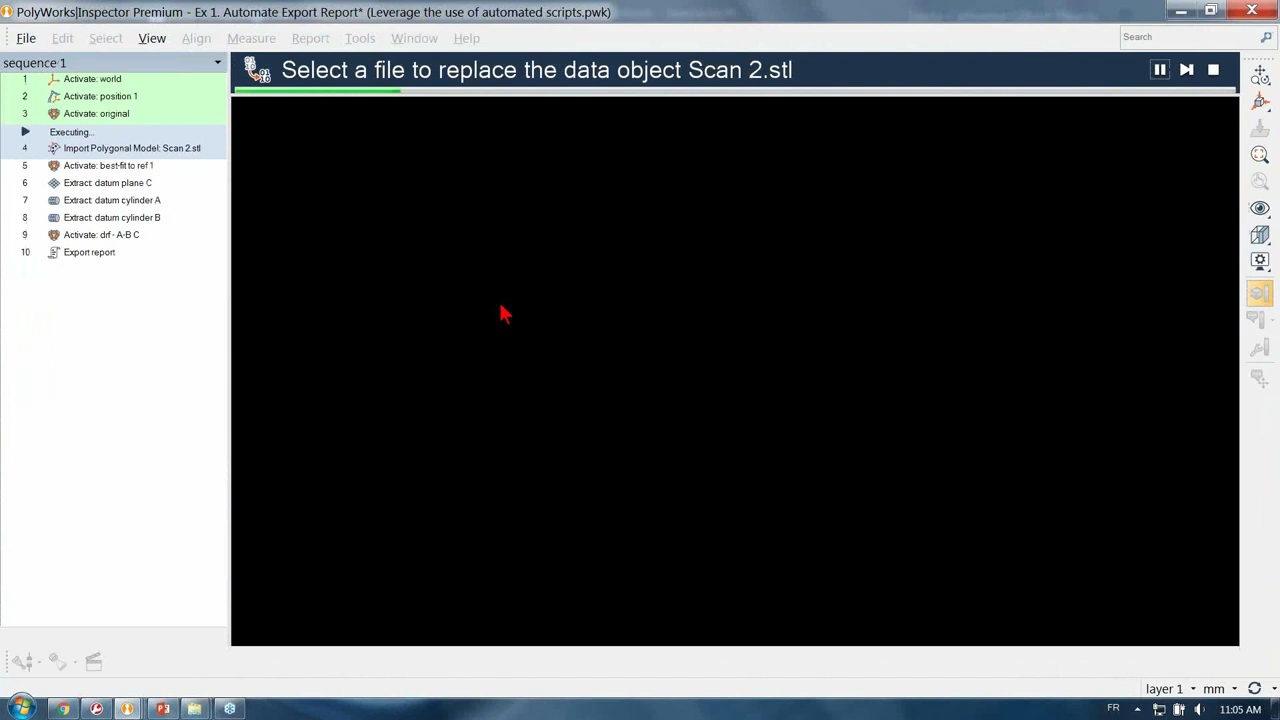 PolyWorks|Inspector Premium - Ex 1. Automate Export Report* (Leverage the use of automated scripts.pwk)
File Edit Select View Align Measure Report Tools Window Help
Search
sequence 1
Select a file to replace the data object Scan 2.stl
1 Activate: world
2 Activate: position 1
3 Activate: original
Executing...
4 Import Polygonal Model: Scan 2.stl
5 Activate: best-fit to ref 1
6 Extract: datum plane C
7 Extract: datum cylinder A
8 Extract: datum cylinder B
9 Activate: drf - A-B C
10 Export report
layer 1 mm
FR 11:05 AM